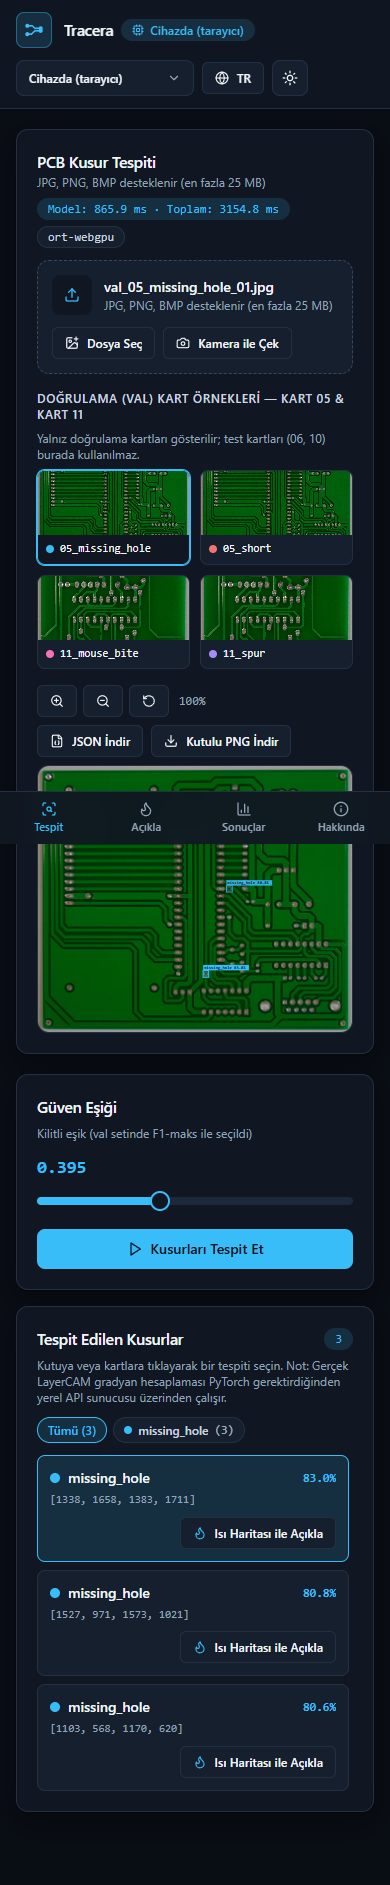 Tracera
Cihazda (tarayıcı)
Cihazda (tarayıcı)
TR
PCB Kusur Tespiti
JPG, PNG, BMP desteklenir (en fazla 25 MB)
Model: 865.9 ms · Toplam: 3154.8 ms
ort-webgpu
val_05_missing_hole_01.jpg
JPG, PNG, BMP desteklenir (en fazla 25 MB)
Dosya Seç
Kamera ile Çek
DOĞRULAMA (VAL) KART ÖRNEKLERİ — KART 05 &
KART 11
Yalnız doğrulama kartları gösterilir; test kartları (06, 10)
burada kullanılmaz.
05_missing_hole
05_short
11_mouse_bite
11_spur
100%
JSON İndir
Kutulu PNG İndir
Tespit
Açıkla
Sonuçlar
Hakkında
missing_hole
missing_hole
Güven Eşiği
Kilitli eşik (val setinde F1-maks ile seçildi)
0.395
Kusurları Tespit Et
Tespit Edilen Kusurlar
3
Kutuya veya kartlara tıklayarak bir tespiti seçin. Not: Gerçek
LayerCAM gradyan hesaplaması PyTorch gerektirdiğinden
yerel API sunucusu üzerinden çalışır.
Tümü (3)
missing_hole (3)
missing_hole
83.0%
[1338, 1658, 1383, 1711]
Isı Haritası ile Açıkla
missing_hole
80.8%
[1527, 971, 1573, 1021]
Isı Haritası ile Açıkla
missing_hole
80.6%
[1103, 568, 1170, 620]
Isı Haritası ile Açıkla